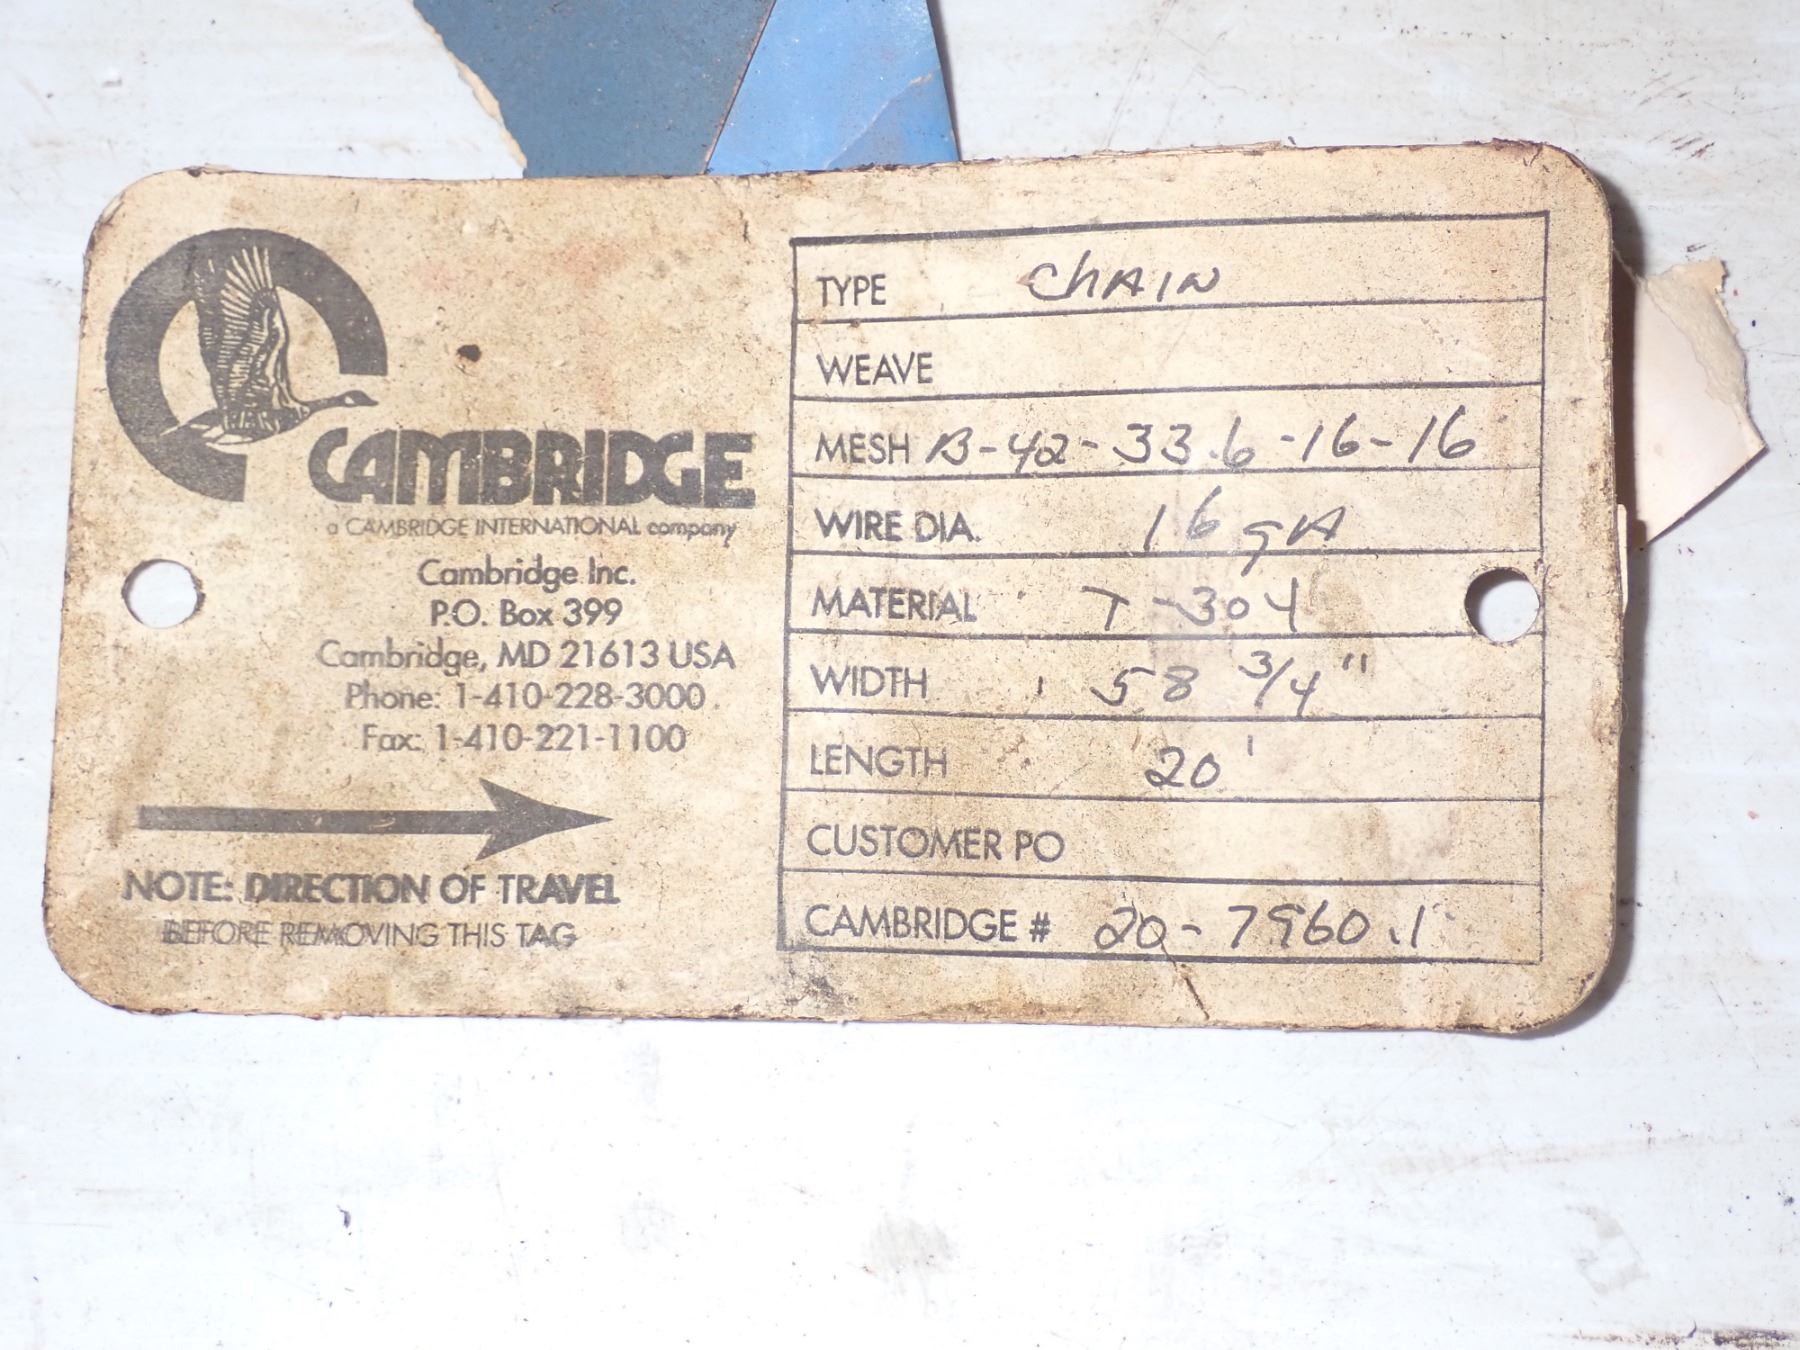 CAMBRIDGE
a CAMBRIDGE INTERNATIONAL company
Cambridge Inc.
P.O. Box 399
Cambridge, MD 21613 USA
Phone: 1-410-228-3000
Fax: 1-410-221-1100
NOTE: DIRECTION OF TRAVEL
BEFORE REMOVING THIS TAG
TYPE ChAIN
WEAVE
MESH B-42-33.6-16-16
WIRE DIA. 16 gA
MATERIAL T-304
WIDTH 58 3/4"
LENGTH 20'
CUSTOMER PO
CAMBRIDGE # 20-7960.1